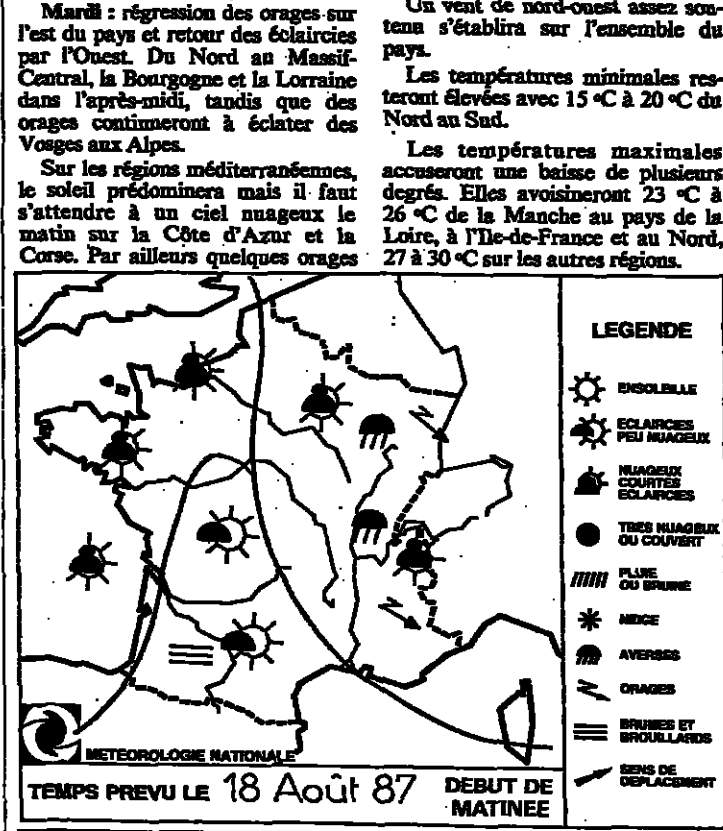 Mardi : régression des orages sur
l'est du pays et retour des éclaircies
par l'Ouest. Du Nord au Massif-
Central, la Bourgogne et la Lorraine
dans l'après-midi, tandis que des
orages continueront à éclater des
Vosges aux Alpes.
Sur les régions méditerranéennes,
le soleil prédominera mais il faut
s'attendre à un ciel nuageux le
matin sur la Côte d'Azur et la
Corse. Par ailleurs quelques orages
Un vent de nord-ouest assez sou-
tenu s'établira sur l'ensemble du
pays.
Les températures minimales res-
teront élevées avec 15 °C à 20 °C du
Nord au Sud.
Les températures maximales
accuseront une baisse de plusieurs
degrés. Elles avoisineront 23 °C à
26 °C de la Manche au pays de la
Loire, à l'Ile-de-France et au Nord,
27 à 30 °C sur les autres régions.
LEGENDE
ENSOLEILLE
ECLAIRCIES
PEU NUAGEUX
NUAGEUX
COURTES
ECLAIRCIES
TRES NUAGEUX
OU COUVERT
PLUIE
OU BRUINE
NEIGE
AVERSES
ORAGES
BRUMES ET
BROUILLARDS
SENS DE
DEPLACEMENT
METEOROLOGIE NATIONALE
TEMPS PREVU LE 18 Août 87 DEBUT DE
MATINEE